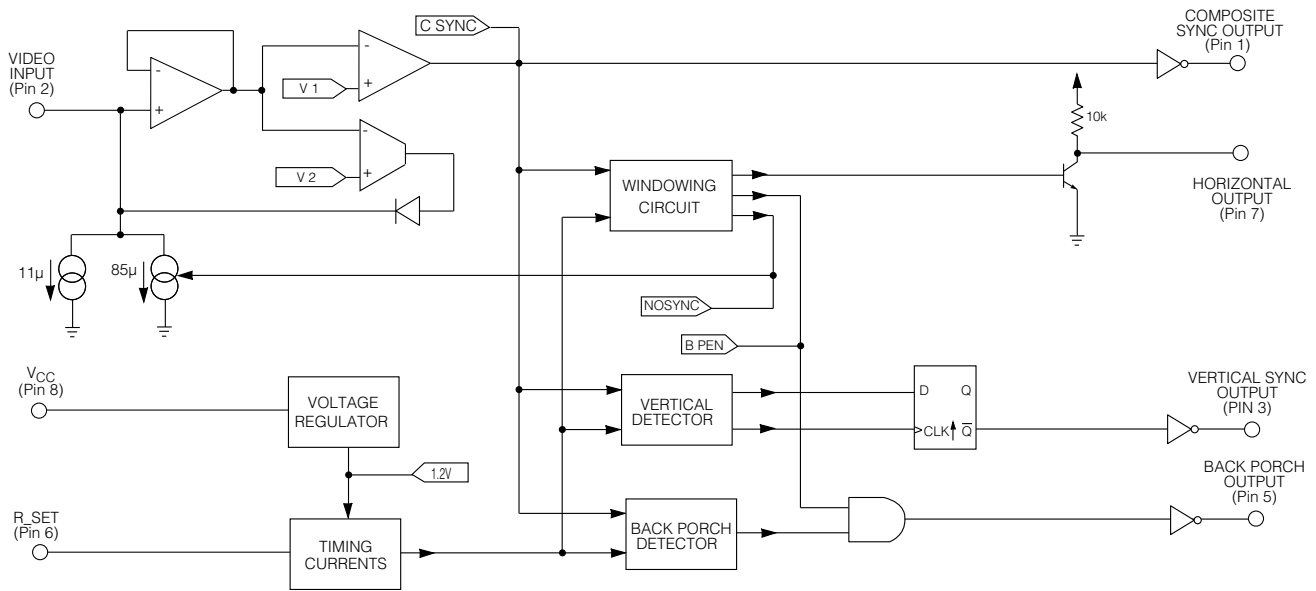 C SYNC
COMPOSITE
SYNC OUTPUT
(Pin 1)
VIDEO
INPUT
(Pin 2)
-
+
-
+
V 1
10k
-
+
V 2
WINDOWING
CIRCUIT
HORIZONTAL
OUTPUT
(Pin 7)
11µ
85µ
NOSYNC
B PEN
VCC
(Pin 8)
VOLTAGE
REGULATOR
VERTICAL
DETECTOR
D Q
CLK Q̅
VERTICAL SYNC
OUTPUT
(PIN 3)
1.2V
BACK PORCH
OUTPUT
(Pin 5)
R_SET
(Pin 6)
TIMING
CURRENTS
BACK PORCH
DETECTOR